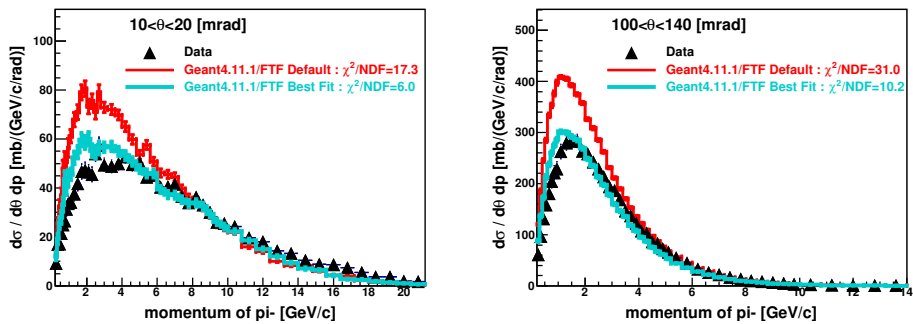 10<θ<20 [mrad]
Data
Geant4.11.1/FTF Default : χ²/NDF=17.3
Geant4.11.1/FTF Best Fit : χ²/NDF=6.0
dσ / dθ dp [mb/(GeV/c/rad)]
100
80
60
40
20
0
2 4 6 8 10 12 14 16 18 20
momentum of pi- [GeV/c]
100<θ<140 [mrad]
Data
Geant4.11.1/FTF Default : χ²/NDF=31.0
Geant4.11.1/FTF Best Fit : χ²/NDF=10.2
dσ / dθ dp [mb/(GeV/c/rad)]
500
400
300
200
100
0
2 4 6 8 10 12 14
momentum of pi- [GeV/c]